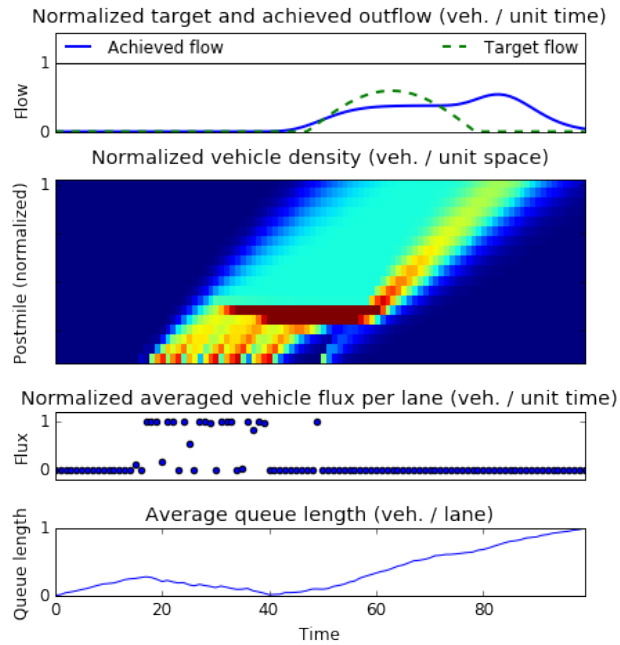 Normalized target and achieved outflow (veh. / unit time)
Achieved flow
Target flow
1
0
Flow
Normalized vehicle density (veh. / unit space)
1
Postmile (normalized)
Normalized averaged vehicle flux per lane (veh. / unit time)
1
0
Flux
Average queue length (veh. / lane)
1
0
Queue length
0 20 40 60 80
Time